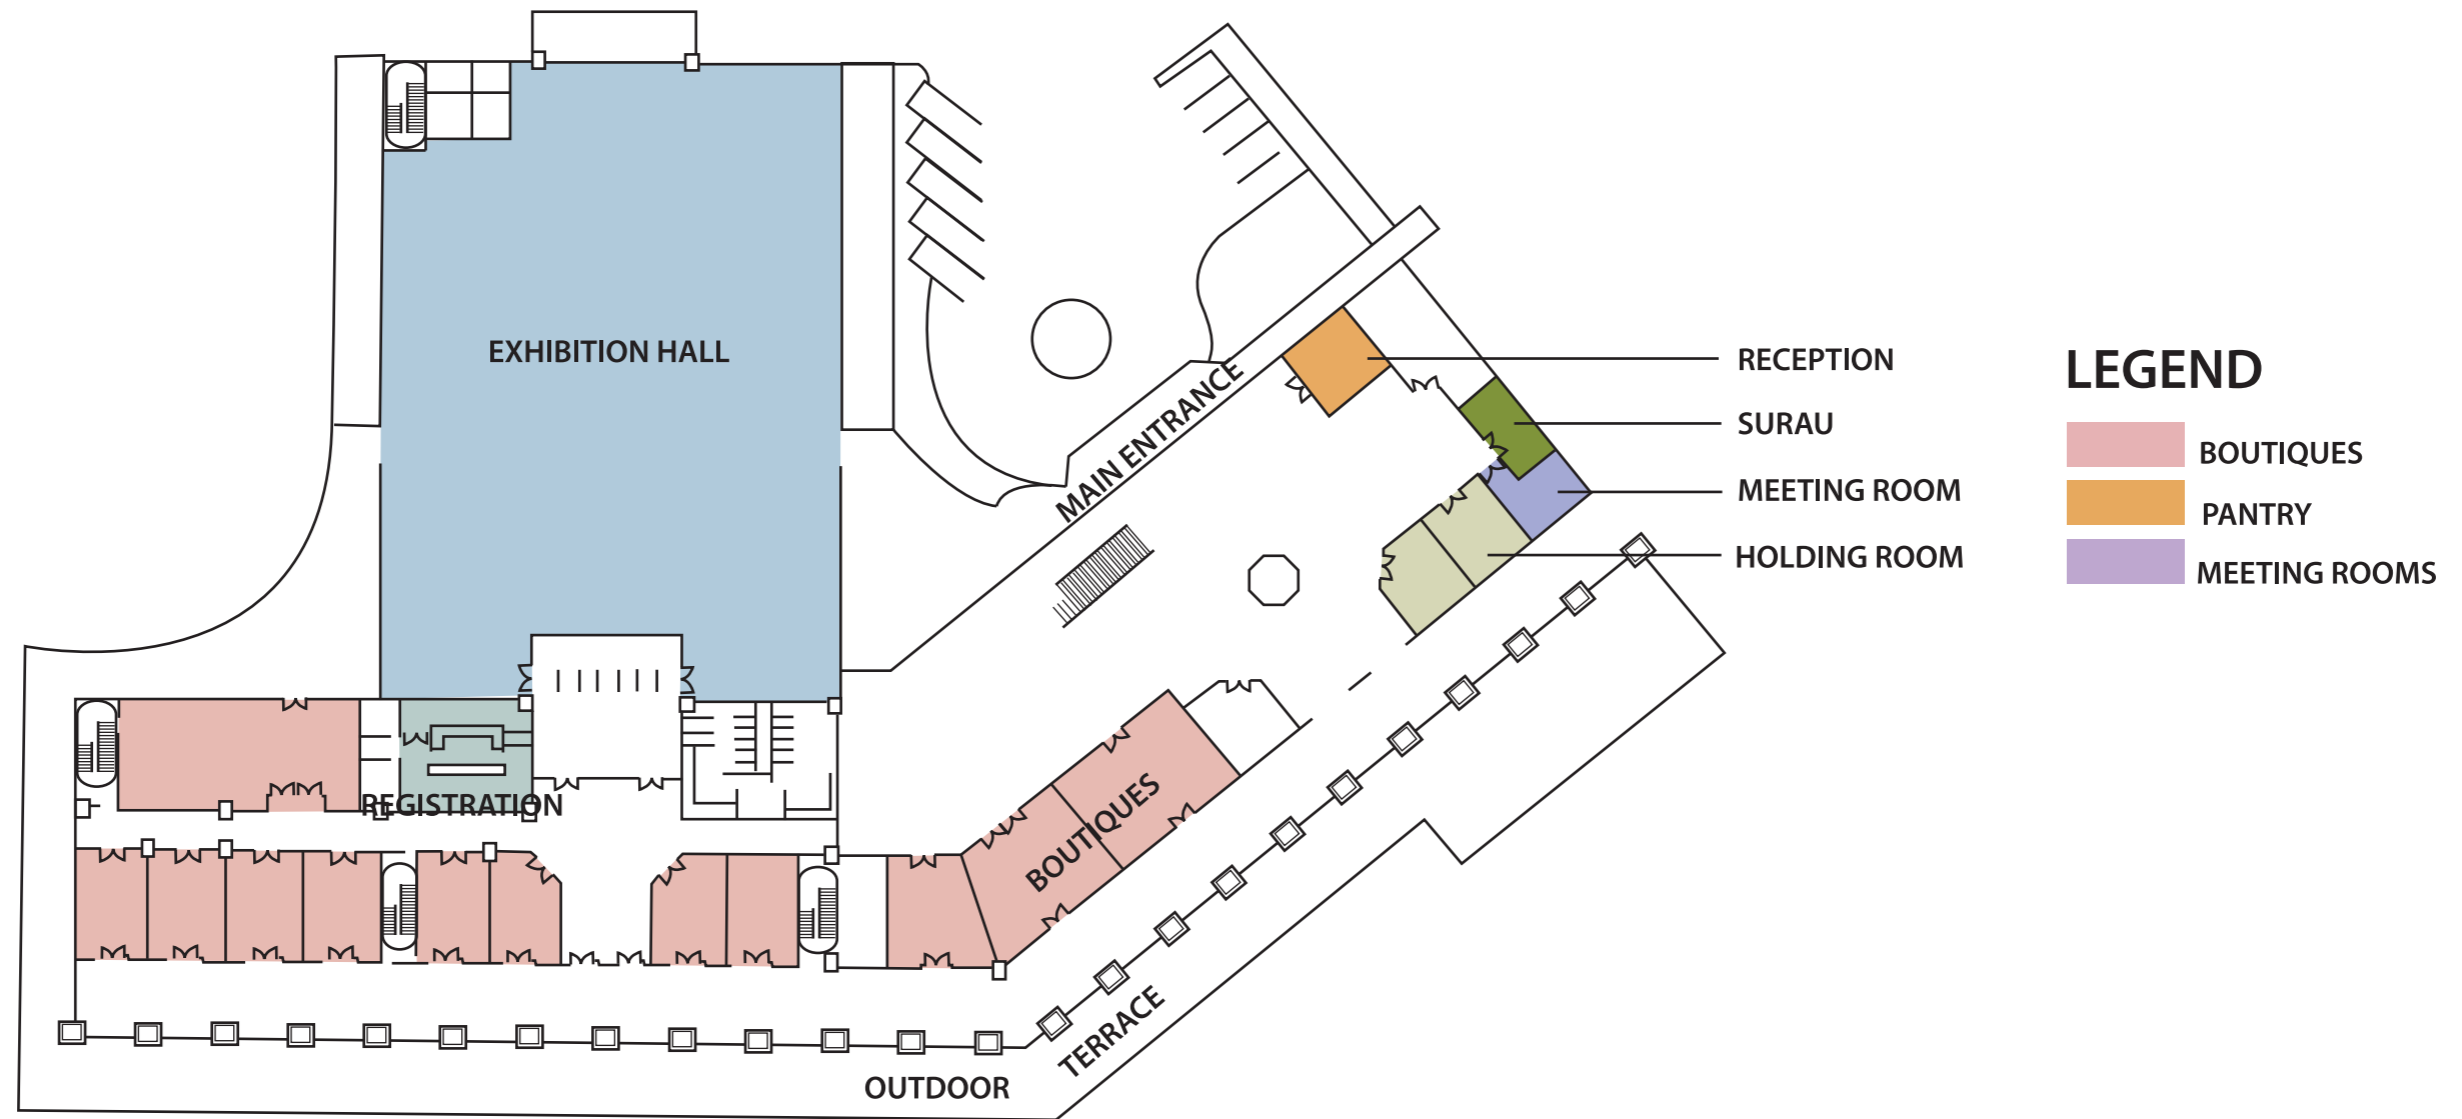 EXHIBITION HALL
MAIN ENTRANCE
RECEPTION
SURAU
MEETING ROOM
HOLDING ROOM
LEGEND
BOUTIQUES
PANTRY
MEETING ROOMS
REGISTRATION
BOUTIQUES
TERRACE
OUTDOOR